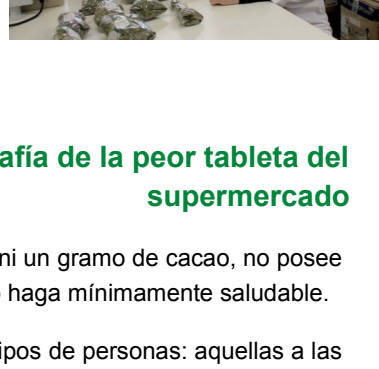 afía de la peor tableta del
supermercado
ni un gramo de cacao, no posee
haga mínimamente saludable.
ipos de personas: aquellas a las